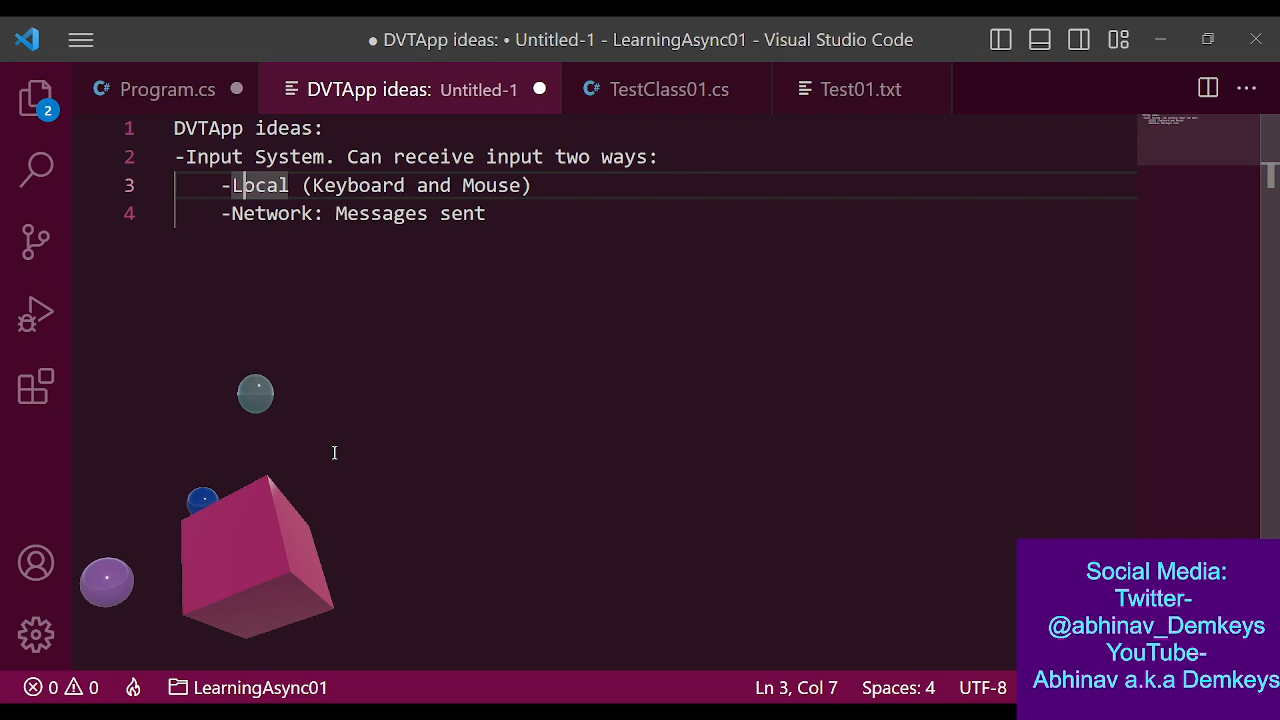 ● DVTApp ideas: • Untitled-1 - LearningAsync01 - Visual Studio Code
C# Program.cs
DVTApp ideas: Untitled-1
C# TestClass01.cs
Test01.txt
2
1 DVTApp ideas:
2 -Input System. Can receive input two ways:
3 -Local (Keyboard and Mouse)
4 -Network: Messages sent
Social Media:
Twitter-
@abhinav_Demkeys
YouTube-
Abhinav a.k.a Demkeys
0 0 LearningAsync01 Ln 3, Col 7 Spaces: 4 UTF-8